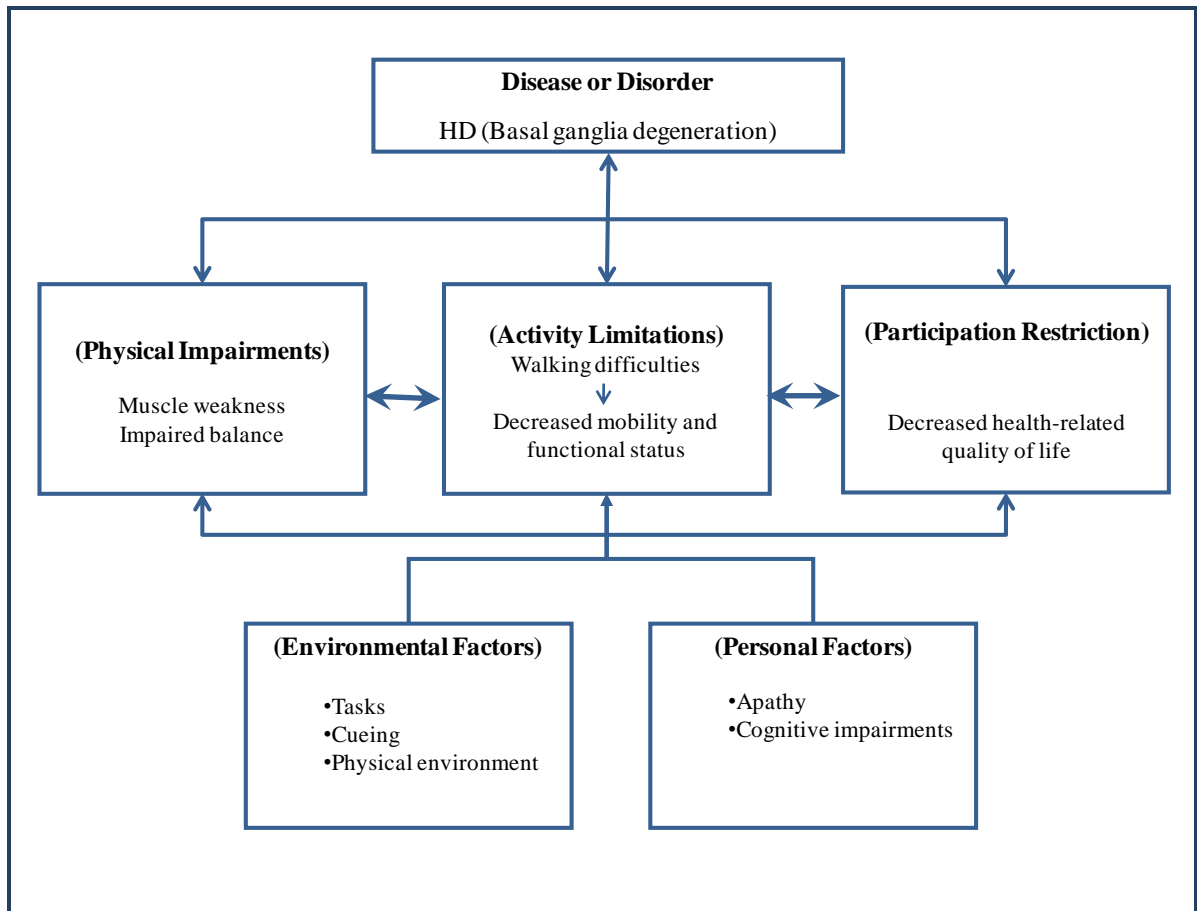 Disease or Disorder
HD (Basal ganglia degeneration)
(Physical Impairments)
Muscle weakness
Impaired balance
(Activity Limitations)
Walking difficulties
Decreased mobility and
functional status
(Participation Restriction)
Decreased health-related
quality of life
(Environmental Factors)
•Tasks
•Cueing
•Physical environment
(Personal Factors)
•Apathy
•Cognitive impairments